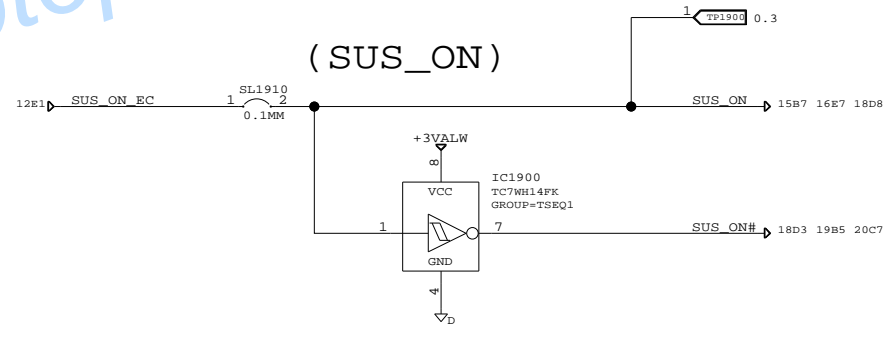 1 TP1900 0.3
(SUS_ON)
12E1 SUS_ON_EC 1 SL1910 2 SUS_ON 15B7 16E7 18D8
0.1MM
+3VALW
8
IC1900
VCC TC7WH14FK
GROUP=TSEQ1
1 7 SUS_ON# 18D3 19B5 20C7
GND
4
D